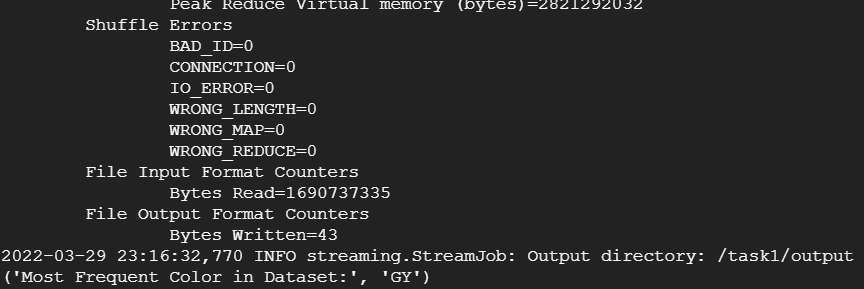 Peak Reduce Virtual memory (bytes)=2821292032
Shuffle Errors
BAD_ID=0
CONNECTION=0
IO_ERROR=0
WRONG_LENGTH=0
WRONG_MAP=0
WRONG_REDUCE=0
File Input Format Counters
Bytes Read=1690737335
File Output Format Counters
Bytes Written=43
2022-03-29 23:16:32,770 INFO streaming.StreamJob: Output directory: /task1/output
('Most Frequent Color in Dataset:', 'GY')